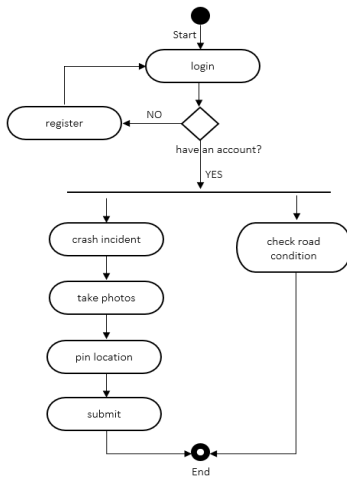 Start
login
NO
register
have an account?
YES
crash incident
check road
condition
take photos
pin location
submit
End